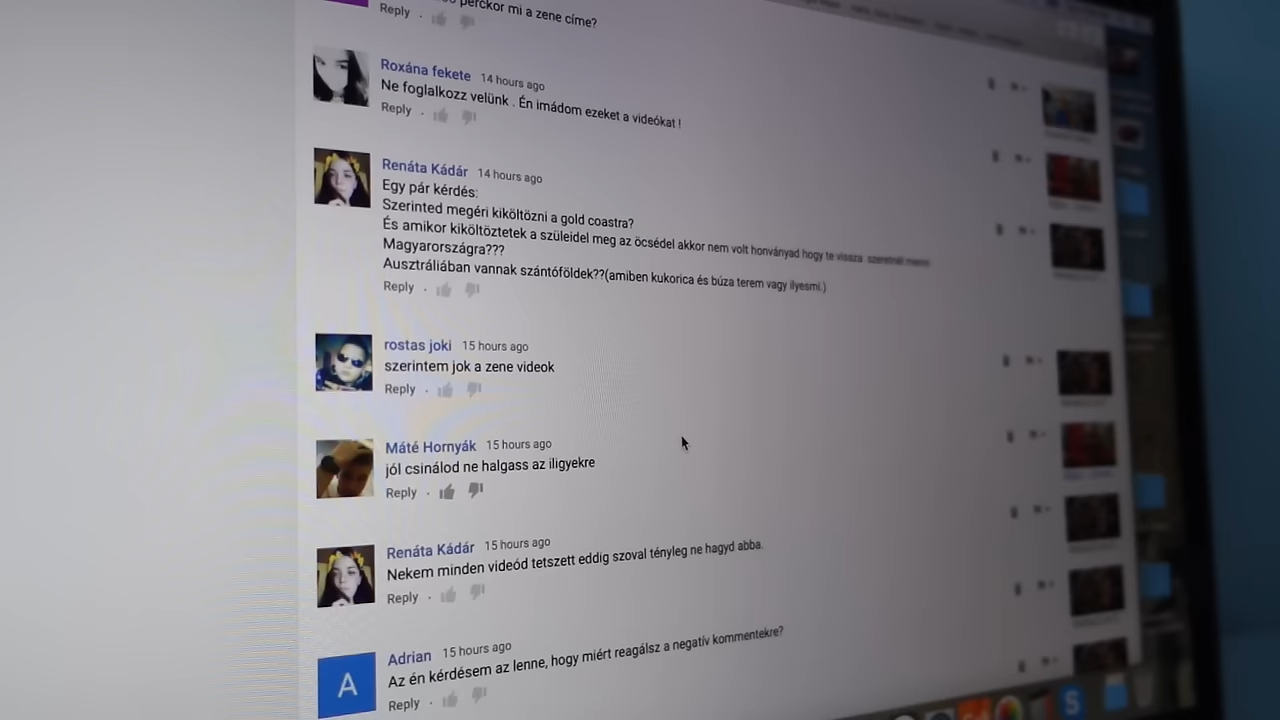 perckor mi a zene címe?
Reply
Roxána fekete 14 hours ago
Ne foglalkozz velünk . Én imádom ezeket a videókat !
Reply ·
Renáta Kádár 14 hours ago
Egy pár kérdés:
Szerinted megéri kiköltözni a gold coastra?
És amikor kiköltöztetek a szüleidel meg az öcsédel akkor nem volt honványad hogy te vissza szeretnél menni
Magyarországra???
Ausztráliában vannak szántóföldek??(amiben kukorica és búza terem vagy ilyesmi.)
Reply ·
rostas joki 15 hours ago
szerintem jok a zene videok
Reply ·
Máté Hornyák 15 hours ago
jól csinálod ne halgass az iligyekre
Reply ·
Renáta Kádár 15 hours ago
Nekem minden videód tetszett eddig szoval tényleg ne hagyd abba.
Reply ·
A
Adrian 15 hours ago
Az én kérdésem az lenne, hogy miért reagálsz a negatív kommentekre?
Reply ·